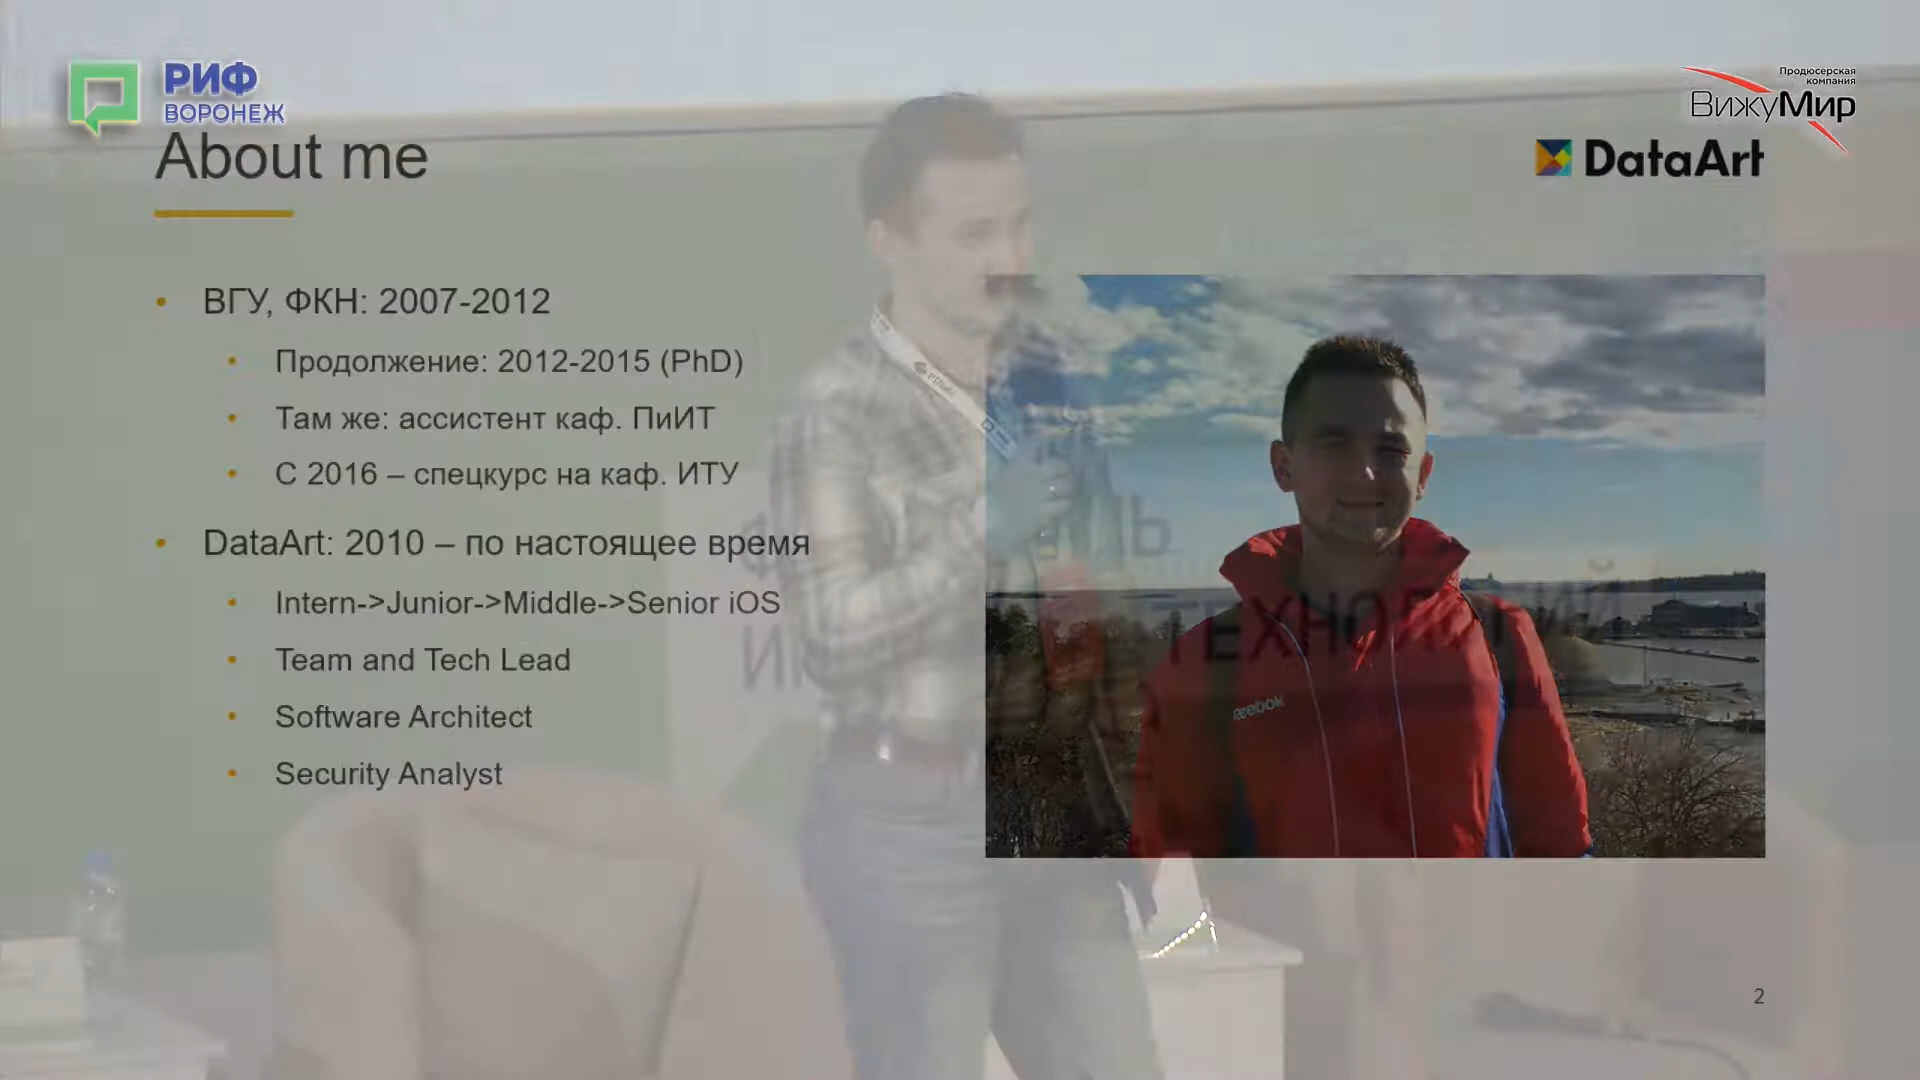 РИФ
ВОРОНЕЖ
Продюсерская
компания
ВижуМир
About me
DataArt
ВГУ, ФКН: 2007-2012
Продолжение: 2012-2015 (PhD)
Там же: ассистент каф. ПиИТ
С 2016 – спецкурс на каф. ИТУ
DataArt: 2010 – по настоящее время
Intern->Junior->Middle->Senior iOS
Team and Tech Lead
Software Architect
Security Analyst
Reebok
ТЕХНОЛОГИЙ
2